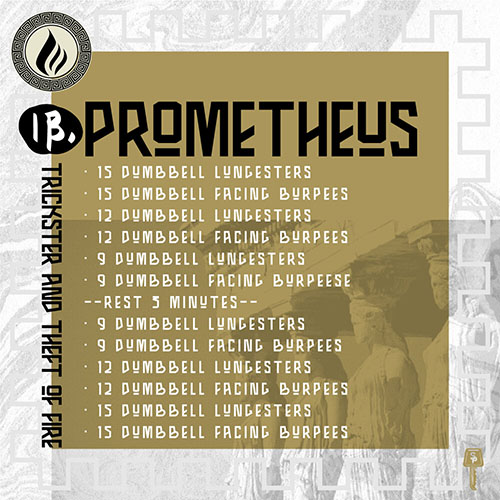 1B. PROMETHEUS
TRICKSTER AND THEFT OF FIRE
· 15 DUMBBELL LUNGESTERS
· 15 DUMBBELL FACING BURPEES
· 12 DUMBBELL LUNGESTERS
· 12 DUMBBELL FACING BURPEES
· 9 DUMBBELL LUNGESTERS
· 9 DUMBBELL FACING BURPEESE
--REST 5 MINUTES--
· 9 DUMBBELL LUNGESTERS
· 9 DUMBBELL FACING BURPEES
· 12 DUMBBELL LUNGESTERS
· 12 DUMBBELL FACING BURPEES
· 15 DUMBBELL LUNGESTERS
· 15 DUMBBELL FACING BURPEES